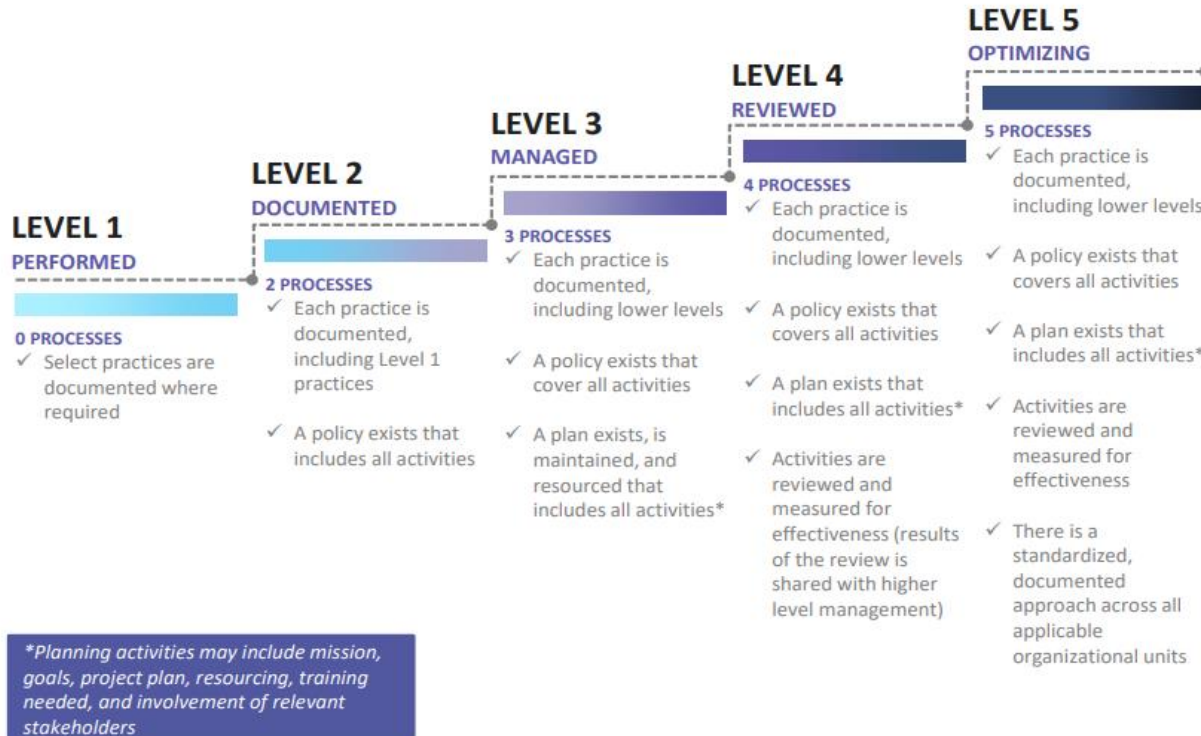 LEVEL 1
PERFORMED
0 PROCESSES
✓ Select practices are
documented where
required
LEVEL 2
DOCUMENTED
2 PROCESSES
✓ Each practice is
documented,
including Level 1
practices
✓ A policy exists that
includes all activities
LEVEL 3
MANAGED
3 PROCESSES
✓ Each practice is
documented,
including lower levels
✓ A policy exists that
cover all activities
✓ A plan exists, is
maintained, and
resourced that
includes all activities*
LEVEL 4
REVIEWED
4 PROCESSES
✓ Each practice is
documented,
including lower levels
✓ A policy exists that
covers all activities
✓ A plan exists that
includes all activities*
✓ Activities are
reviewed and
measured for
effectiveness (results
of the review is
shared with higher
level management)
LEVEL 5
OPTIMIZING
5 PROCESSES
✓ Each practice is
documented,
including lower levels
✓ A policy exists that
covers all activities
✓ A plan exists that
includes all activities*
✓ Activities are
reviewed and
measured for
effectiveness
✓ There is a
standardized,
documented
approach across all
applicable
organizational units
*Planning activities may include mission,
goals, project plan, resourcing, training
needed, and involvement of relevant
stakeholders